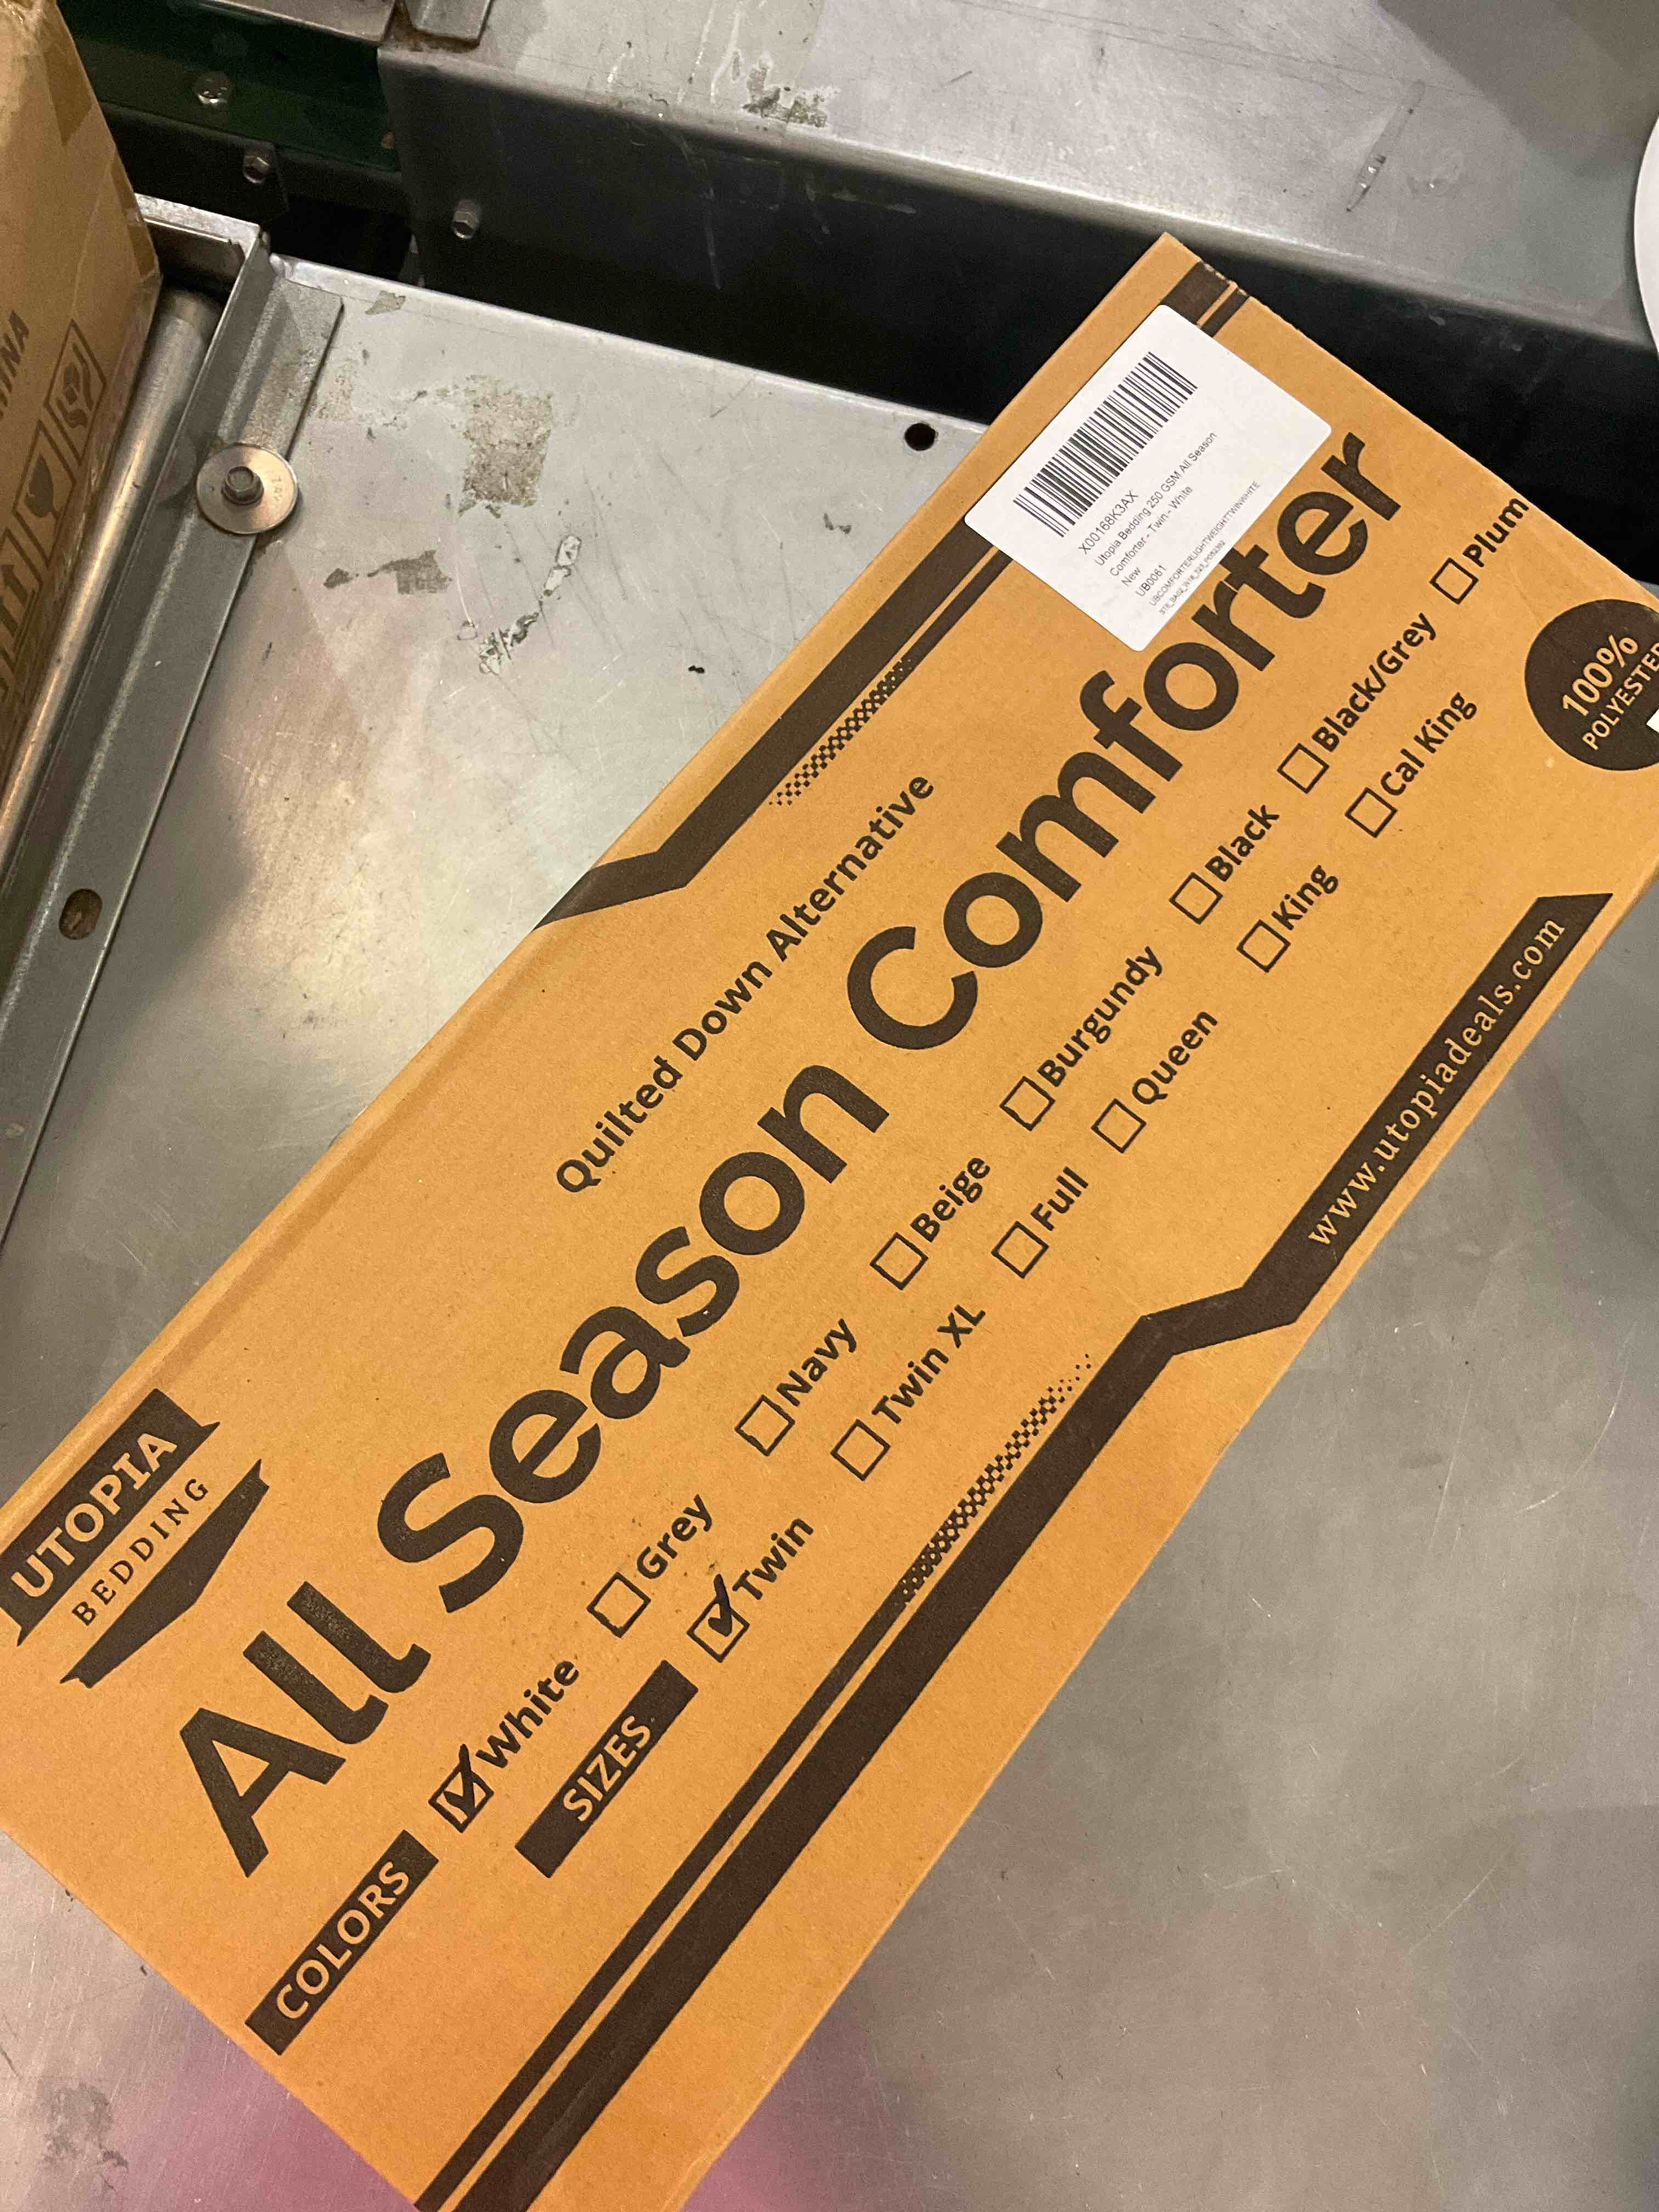 UTOPIA
BEDDING
Quilted Down Alternative
All Season Comforter
COLORS White Grey Navy Beige Burgundy Black Black/Grey Plum
SIZES Twin Twin XL Full Queen King Cal King
100%
POLYESTER
www.utopiadeals.com
X00168K3AX
Utopia Bedding 250 GSM All Season
Comforter - Twin - White
New
UB0061
UBCOMFORTERLIGHTWEIGHTTWINWHITE